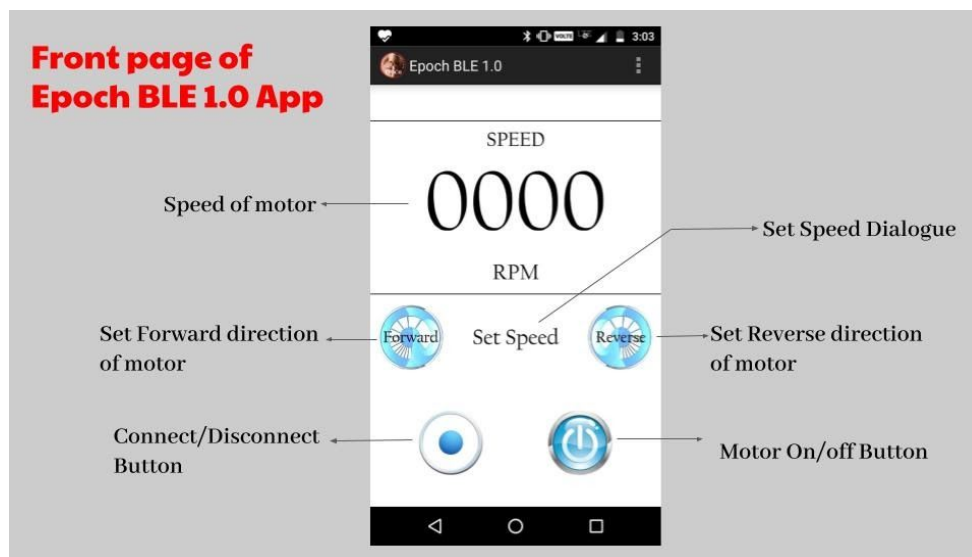 Front page of
Epoch BLE 1.0 App
3:03
Epoch BLE 1.0
SPEED
0000
RPM
Speed of motor
Set Speed Dialogue
Forward
Set Speed
Reverse
Set Forward direction
of motor
Set Reverse direction
of motor
Connect/Disconnect
Button
Motor On/off Button